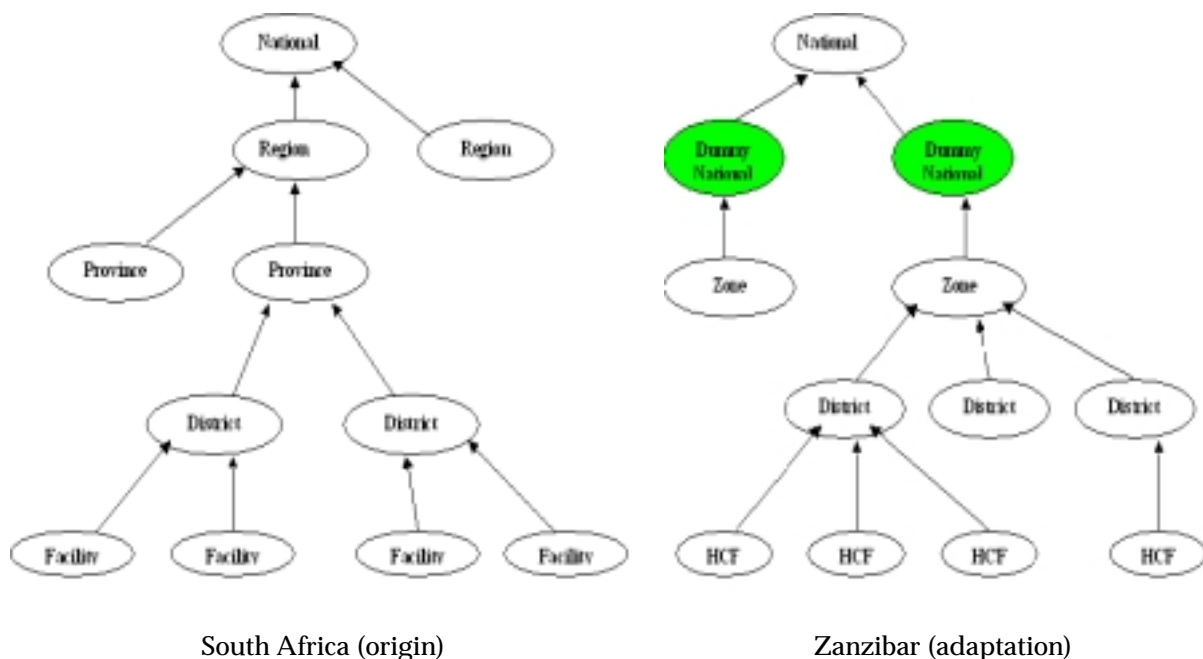 National
Region
Region
Province
Province
District
District
Facility
Facility
Facility
Facility
South Africa (origin)
National
Dummy
National
Dummy
National
Zone
Zone
District
District
District
HCF
HCF
HCF
HCF
Zanzibar (adaptation)